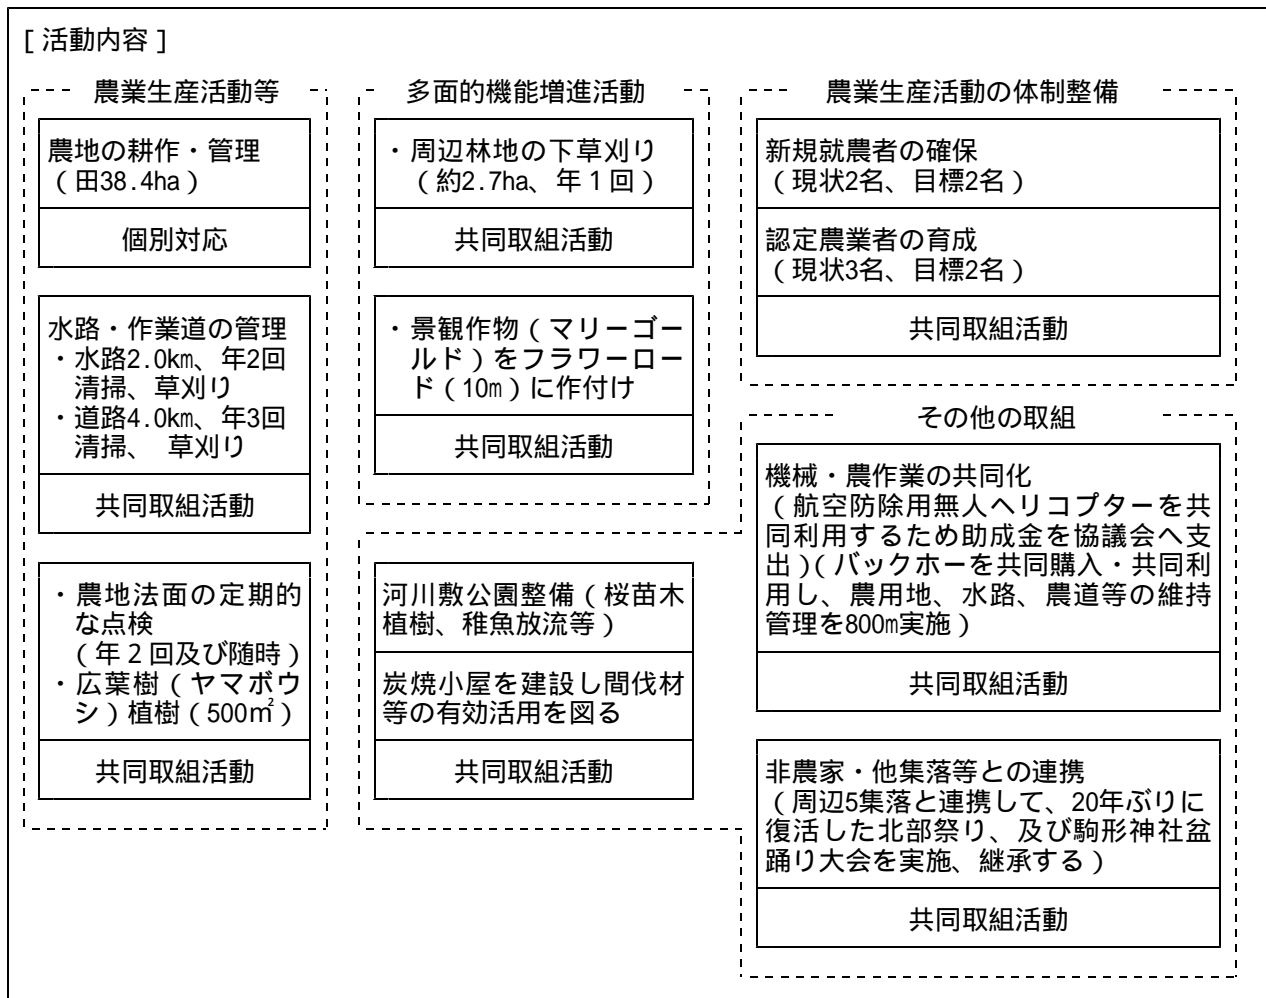 [ 活動内容 ]
農業生産活動等
農地の耕作・管理
（田38.4ha）
個別対応
水路・作業道の管理
・水路2.0㎞、年2回
清掃、草刈り
・道路4.0㎞、年3回
清掃、 草刈り
共同取組活動
・農地法面の定期的
な点検
（年２回及び随時）
・広葉樹（ヤマボウ
シ）植樹（500㎡）
共同取組活動
多面的機能増進活動
・周辺林地の下草刈り
（約2.7ha、年１回）
共同取組活動
・景観作物（マリーゴー
ルド）をフラワーロー
ド（10ｍ）に作付け
共同取組活動
農業生産活動の体制整備
新規就農者の確保
（現状2名、目標2名）
認定農業者の育成
（現状3名、目標2名）
共同取組活動
その他の取組
河川敷公園整備（桜苗木
植樹、稚魚放流等）
炭焼小屋を建設し間伐材
等の有効活用を図る
共同取組活動
機械・農作業の共同化
（航空防除用無人ヘリコプターを共
同利用するため助成金を協議会へ支
出）（バックホーを共同購入・共同利
用し、農用地、水路、農道等の維持
管理を800ｍ実施）
共同取組活動
非農家・他集落等との連携
（周辺5集落と連携して、20年ぶりに
復活した北部祭り、及び駒形神社盆
踊り大会を実施、継承する）
共同取組活動